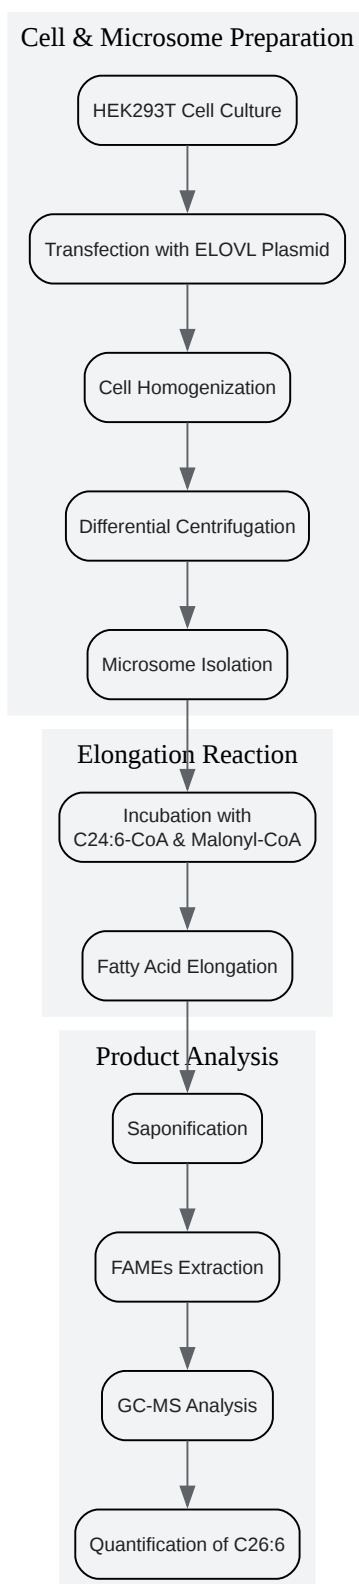 Cell & Microsome Preparation
HEK293T Cell Culture
Transfection with ELOVL Plasmid
Cell Homogenization
Differential Centrifugation
Microsome Isolation
Elongation Reaction
Incubation with
C24:6-CoA & Malonyl-CoA
Fatty Acid Elongation
Product Analysis
Saponification
FAMEs Extraction
GC-MS Analysis
Quantification of C26:6